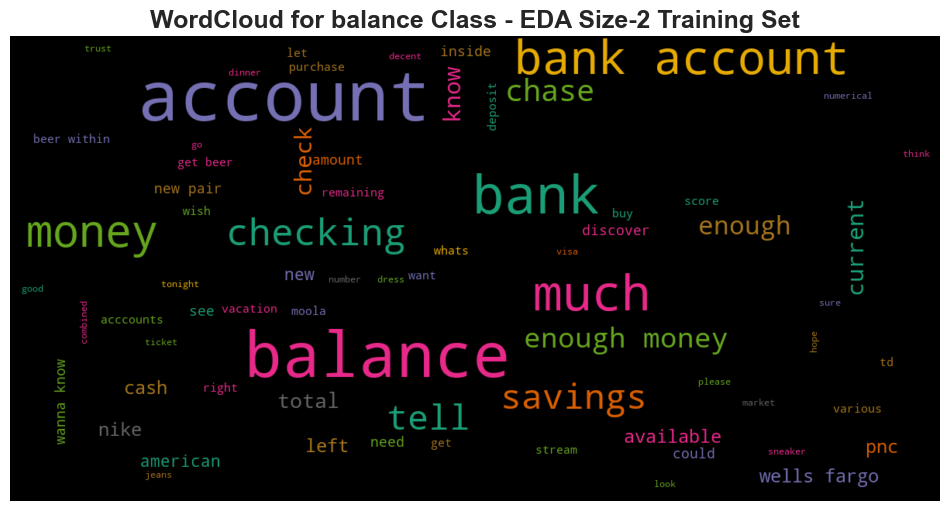 WordCloud for balance Class - EDA Size-2 Training Set
trust
let
decent
inside
bank account
purchase
dinner
know
account
chase
deposit
numerical
beer within
go
check
get beer
amount
think
new pair
remaining
bank
wish
buy
score
money
checking
discover
enough
current
whats
visa
new
number
dress
want
good
tonight
combined
see
vacation
moola
much
sure
acccounts
ticket
balance
enough money
hope
td
wanna know
cash
right
total
savings
please
market
various
nike
tell
left
need
get
available
could
stream
sneaker
pnc
american
jeans
wells fargo
look